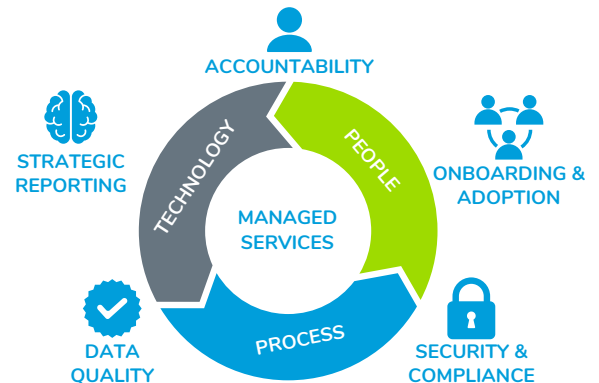 ACCOUNTABILITY
STRATEGIC
REPORTING
TECHNOLOGY
PEOPLE
ONBOARDING &
ADOPTION
MANAGED
SERVICES
PROCESS
DATA
QUALITY
SECURITY &
COMPLIANCE